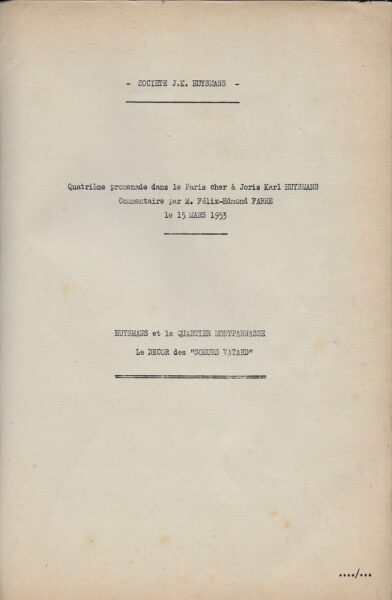 - SOCIETE J.K. HUYSMANS -
Quatrième promenade dans le Paris cher à Joris Karl HUYSMANS
Commentaire par M. Félix-Edmond FABRE
le 15 MARS 1953
HUYSMANS et le QUARTIER MONTPARNASSE
Le DECOR des "SOEURS VATARD"
..../...